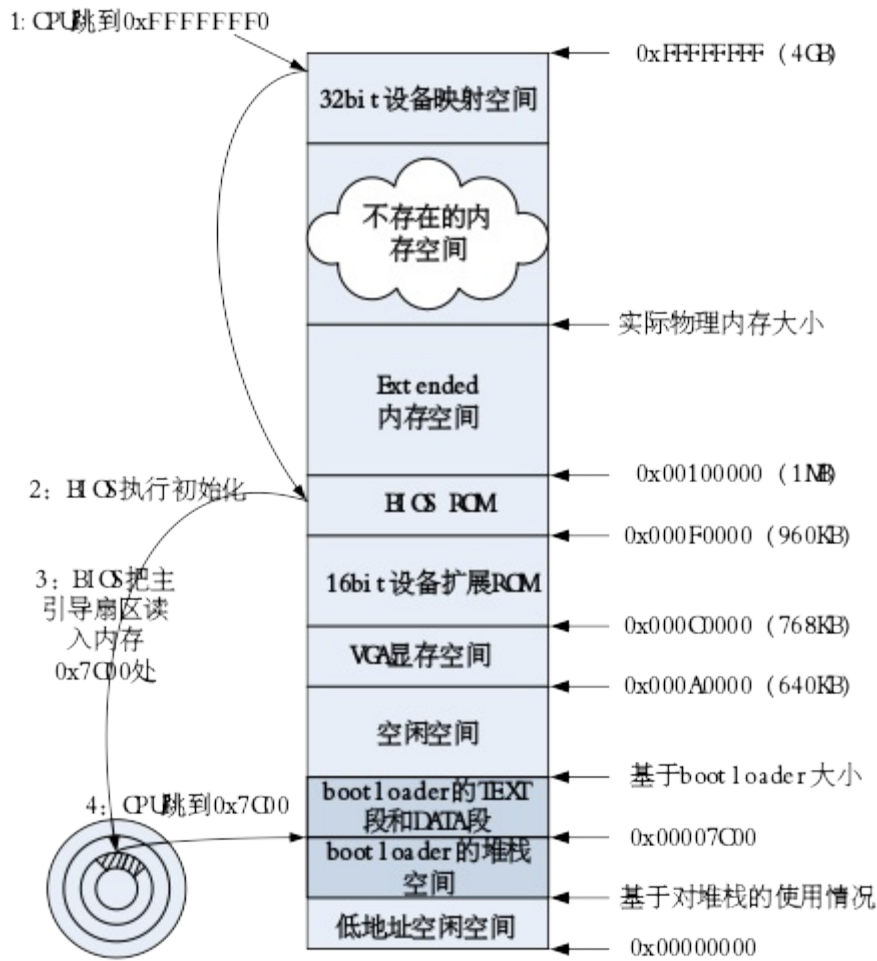 1: CPU跳到0xFFFFFFF0
0xFFFFFFFF（4GB）
32bit设备映射空间
不存在的内
存空间
实际物理内存大小
Extended
内存空间
0x00100000（1MB）
2：BIOS执行初始化
BIOS ROM
0x000F0000（960KB）
3：BIOS把主
引导扇区读
入内存
0x7C00处
16bit设备扩展ROM
0x000C0000（768KB）
VGA显存空间
0x000A0000（640KB）
空闲空间
基于bootloader大小
4：CPU跳到0x7C00
bootloader的TEXT
段和DATA段
0x00007C00
bootloader的堆栈
空间
基于对堆栈的使用情况
低地址空闲空间
0x00000000